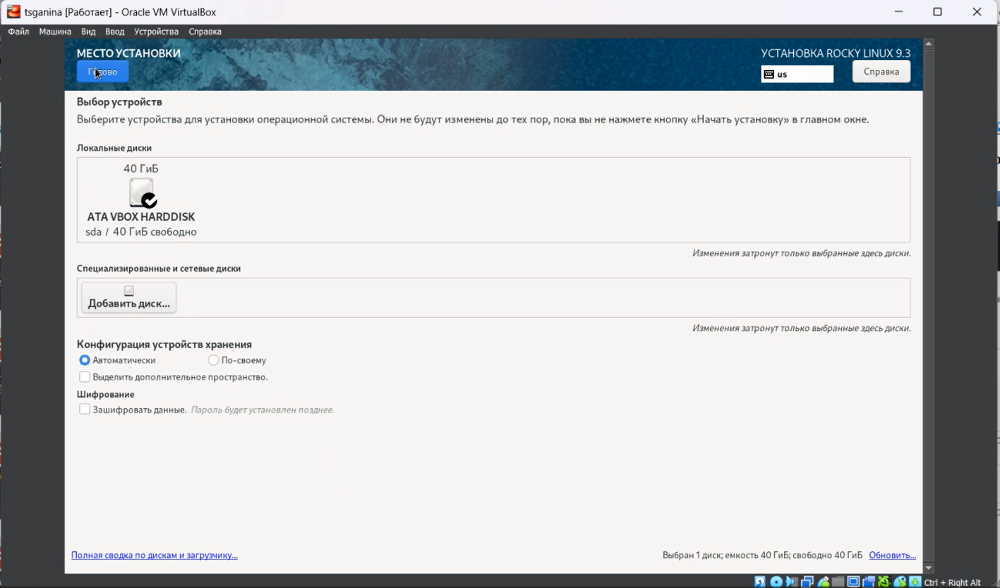 tsganina [Работает] - Oracle VM VirtualBox
Файл Машина Вид Ввод Устройства Справка
МЕСТО УСТАНОВКИ
УСТАНОВКА ROCKY LINUX 9.3
Готово
us
Справка
Выбор устройств
Выберите устройства для установки операционной системы. Они не будут изменены до тех пор, пока вы не нажмете кнопку «Начать установку» в главном окне.
Локальные диски
40 ГиБ
ATA VBOX HARDDISK
sda / 40 ГиБ свободно
Изменения затронут только выбранные здесь диски.
Специализированные и сетевые диски
Добавить диск...
Изменения затронут только выбранные здесь диски.
Конфигурация устройств хранения
Автоматически По-своему
Выделить дополнительное пространство.
Шифрование
Зашифровать данные. Пароль будет установлен позднее.
Полная сводка по дискам и загрузчику...
Выбран 1 диск; емкость 40 ГиБ; свободно 40 ГиБ Обновить...
Ctrl + Right Alt